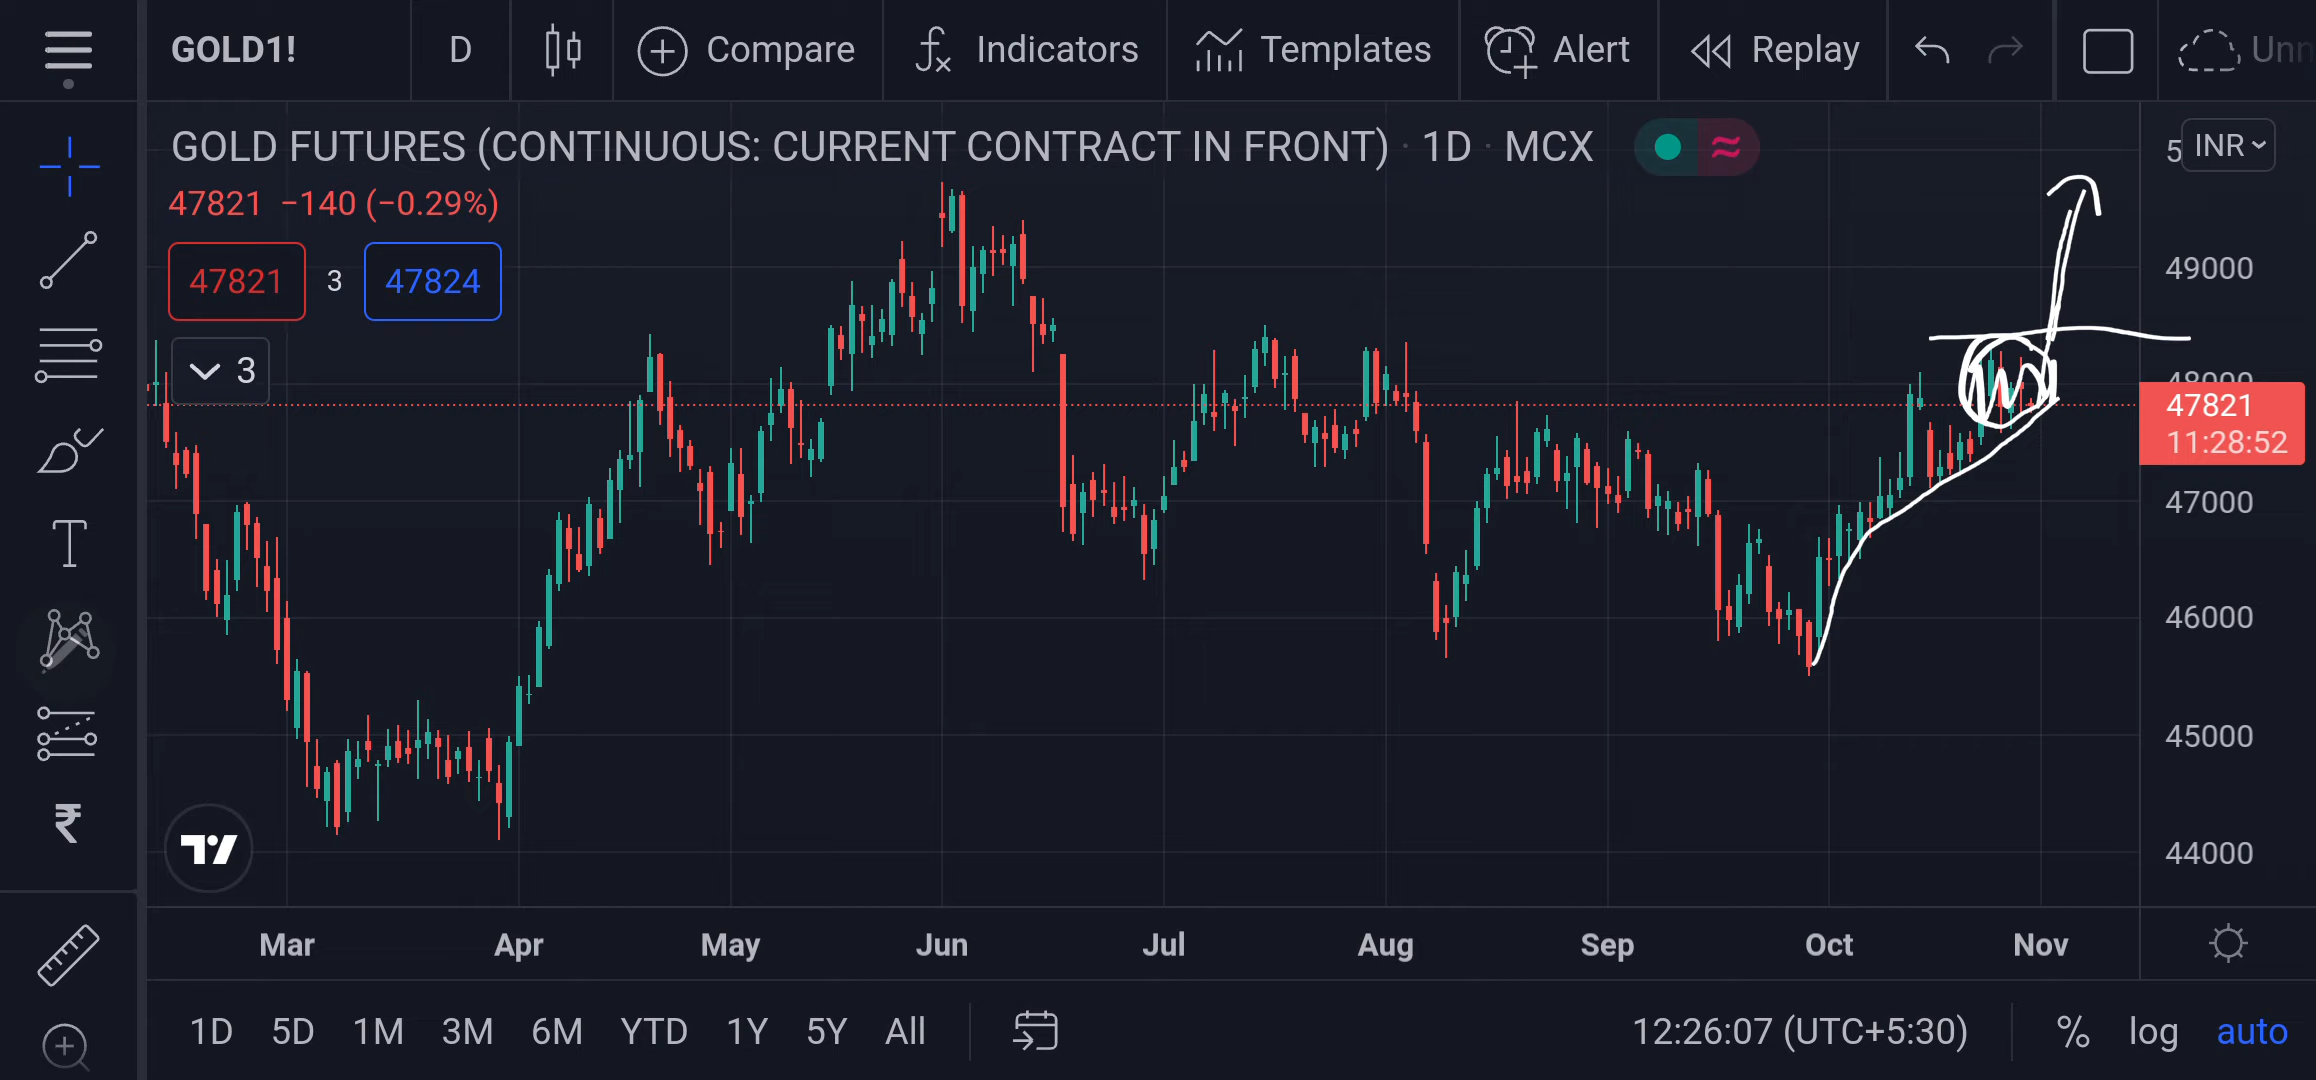 GOLD1! D Compare Indicators Templates Alert Replay Unn
GOLD FUTURES (CONTINUOUS: CURRENT CONTRACT IN FRONT) · 1D · MCX
INR
5
47821 −140 (−0.29%)
47821 3 47824
3
49000
48000
47821
11:28:52
47000
46000
45000
44000
Mar Apr May Jun Jul Aug Sep Oct Nov
1D 5D 1M 3M 6M YTD 1Y 5Y All 12:26:07 (UTC+5:30) % log auto